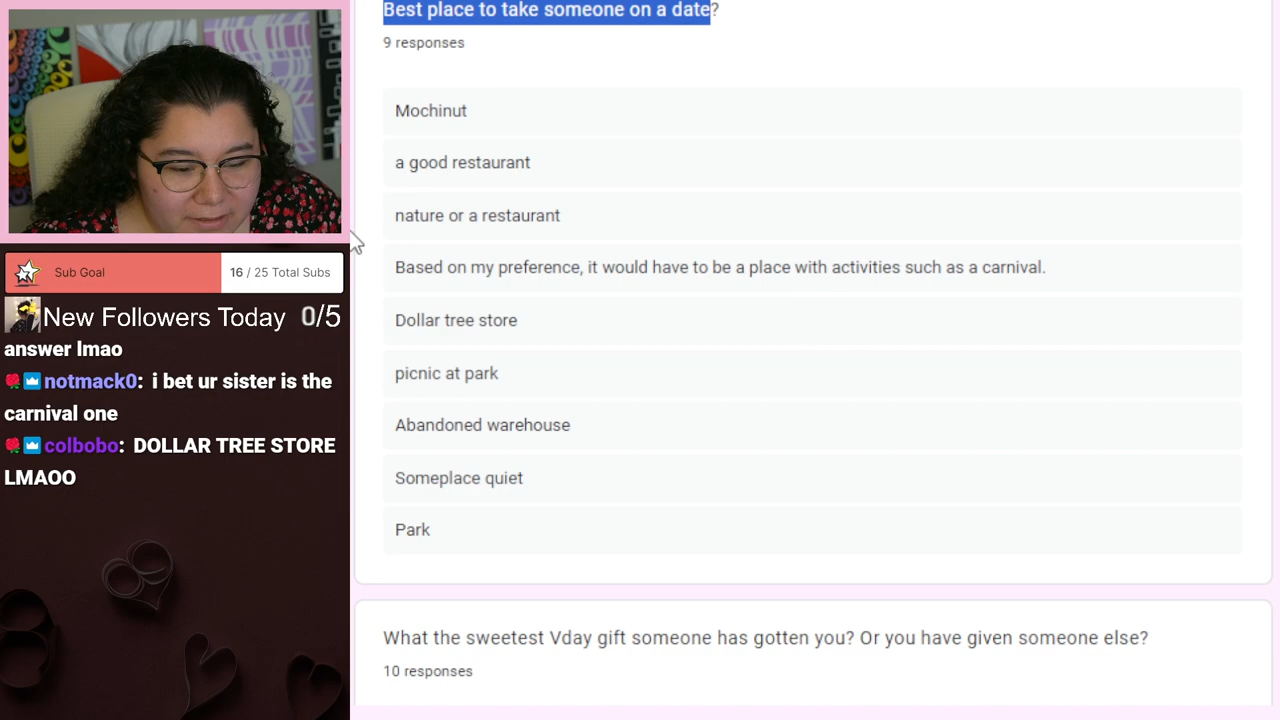 Best place to take someone on a date?
9 responses
Mochinut
a good restaurant
nature or a restaurant
Based on my preference, it would have to be a place with activities such as a carnival.
Dollar tree store
picnic at park
Abandoned warehouse
Someplace quiet
Park
What the sweetest Vday gift someone has gotten you? Or you have given someone else?
10 responses
Sub Goal
16 / 25 Total Subs
New Followers Today 0/5
answer lmao
notmack0: i bet ur sister is the
carnival one
colbobo: DOLLAR TREE STORE
LMAOO